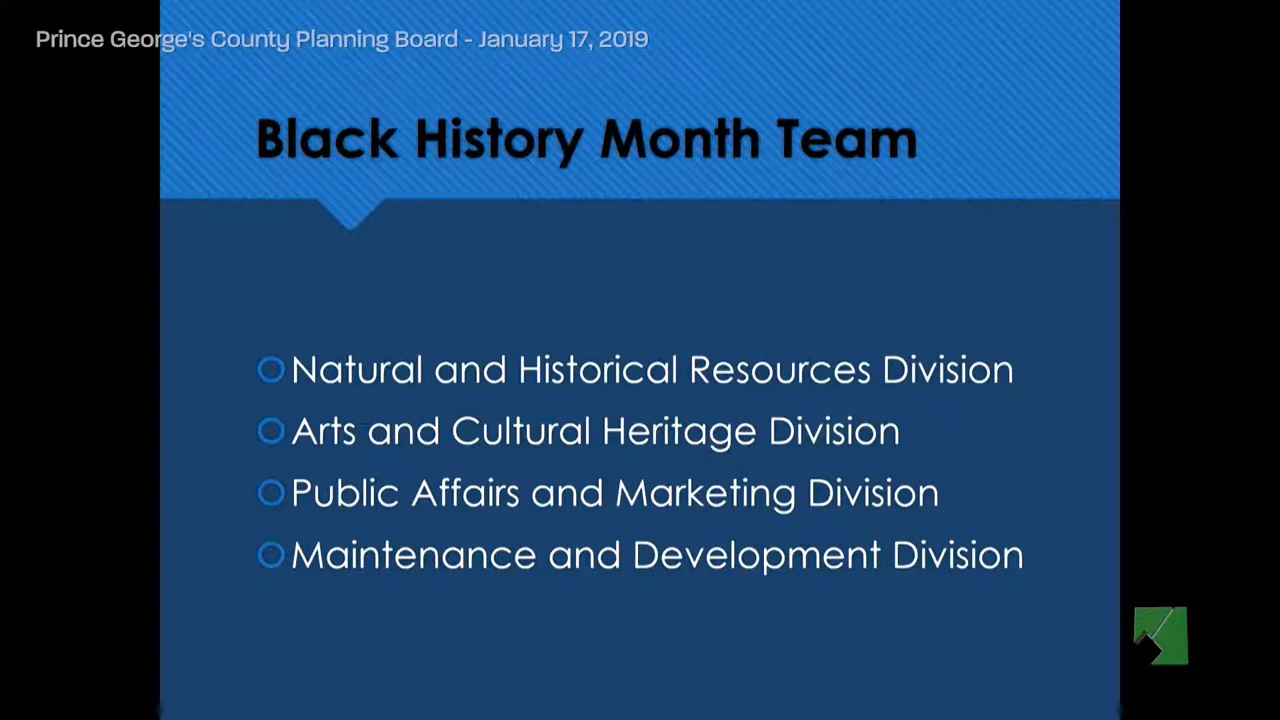 Prince George's County Planning Board - January 17, 2019
Black History Month Team
Natural and Historical Resources Division
Arts and Cultural Heritage Division
Public Affairs and Marketing Division
Maintenance and Development Division